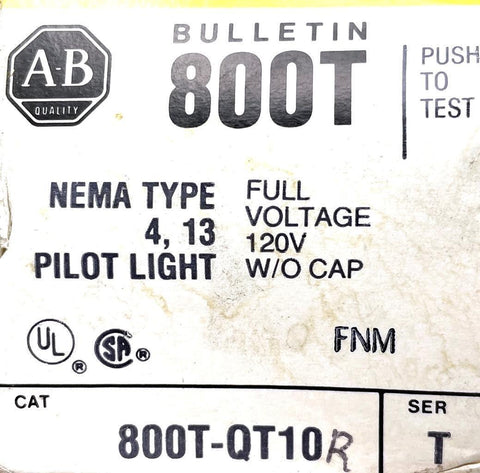 A-B
QUALITY
BULLETIN
800T
PUSH
TO
TEST
NEMA TYPE
4, 13
PILOT LIGHT
FULL
VOLTAGE
120V
W/O CAP
UL ®
SA ®
FNM
CAT
800T-QT10R
SER
T